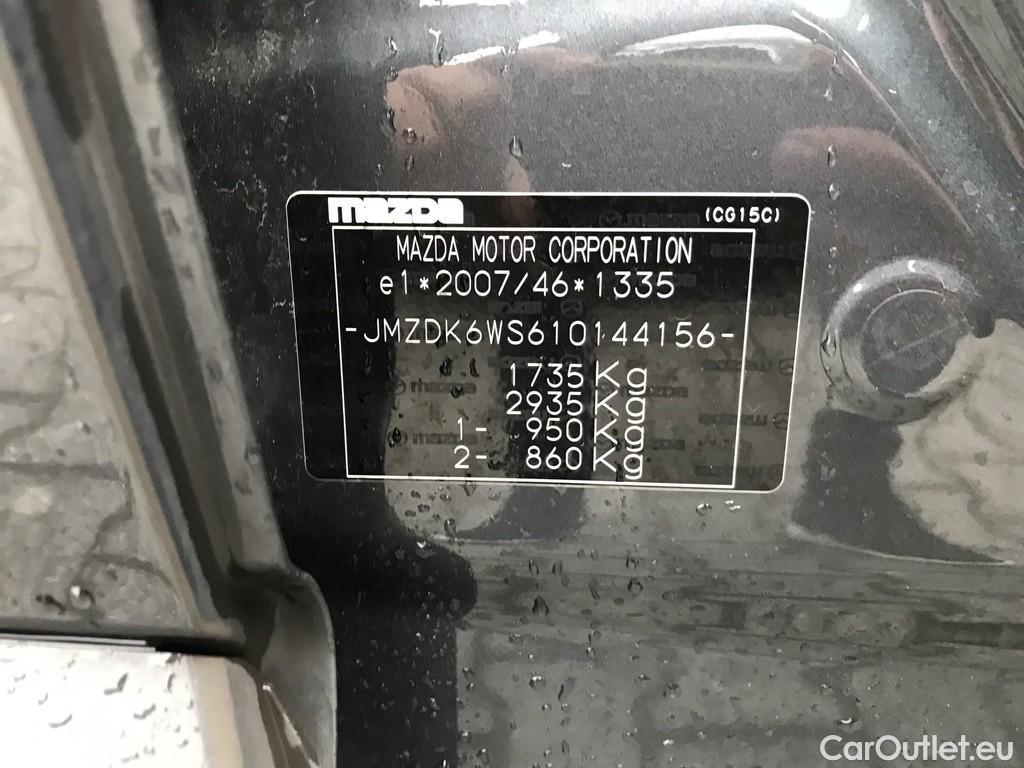 mazda (CG15C)
MAZDA MOTOR CORPORATION
e1*2007/46*1335
-JMZDK6WS610144156-
1735 Kg
2935 Kg
1- 950 Kg
2- 860 Kg
CarOutlet.eu